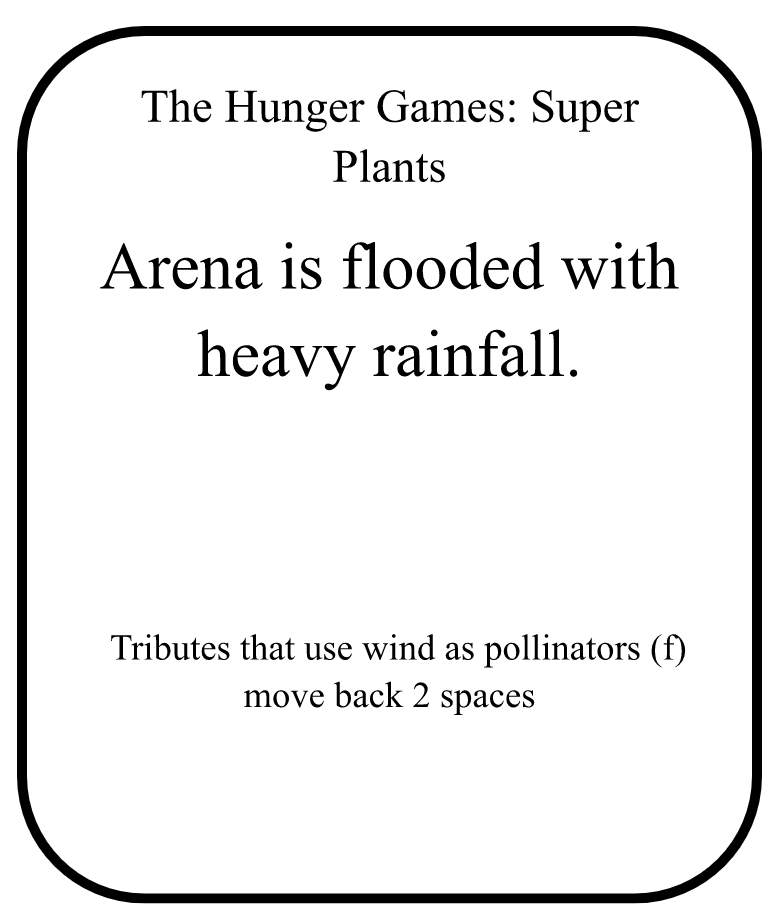 The Hunger Games: Super
Plants
Arena is flooded with
heavy rainfall.
Tributes that use wind as pollinators (f)
move back 2 spaces